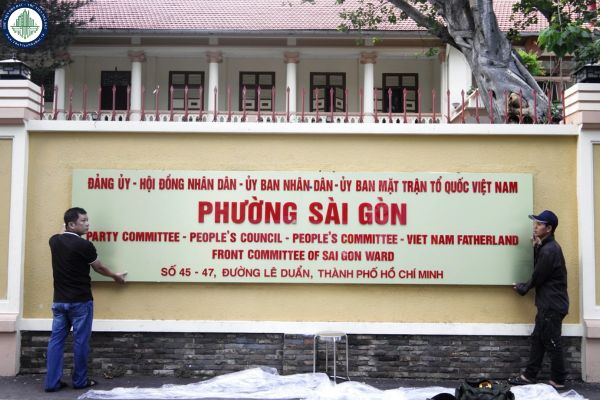 ĐẢNG ỦY - HỘI ĐỒNG NHÂN DÂN - ỦY BAN NHÂN DÂN - ỦY BAN MẶT TRẬN TỔ QUỐC VIỆT NAM
PHƯỜNG SÀI GÒN
PARTY COMMITTEE - PEOPLE'S COUNCIL - PEOPLE'S COMMITTEE - VIET NAM FATHERLAND
FRONT COMMITTEE OF SAI GON WARD
SỐ 45 - 47, ĐƯỜNG LÊ DUẨN, THÀNH PHỐ HỒ CHÍ MINH